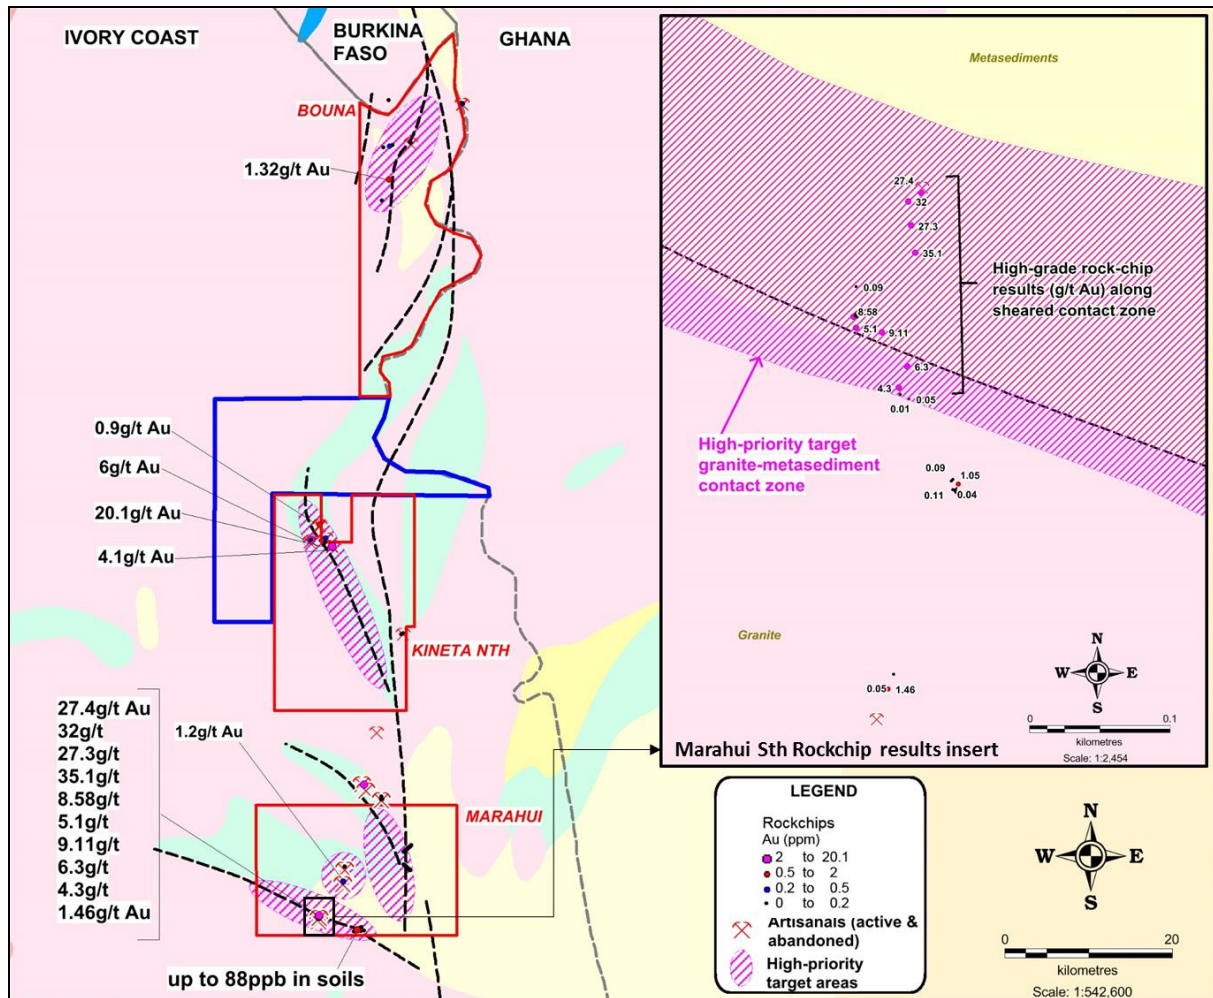 IVORY COAST
BURKINA
FASO
GHANA
BOUNA
1.32g/t Au
0.9g/t Au
6g/t Au
20.1g/t Au
4.1g/t Au
KINETA NTH
27.4g/t Au
32g/t
27.3g/t
35.1g/t
8.58g/t
5.1g/t
9.11g/t
6.3g/t
4.3g/t
1.46g/t Au
1.2g/t Au
MARAHUI
up to 88ppb in soils
Metasediments
27.4
32
27.3
35.1
0.09
8.58
5.1
9.11
6.3
4.3
0.05
0.01
High-grade rock-chip
results (g/t Au) along
sheared contact zone
High-priority target
granite-metasediment
contact zone
0.09
1.05
0.11
0.04
Granite
0.05
1.46
N
W
E
S
0
0.1
kilometres
Scale: 1:2,454
Marahui Sth Rockchip results insert
LEGEND
Rockchips
Au (ppm)
2 to 20.1
0.5 to 2
0.2 to 0.5
0 to 0.2
Artisanals (active &
abandoned)
High-priority
target areas
N
W
E
S
0
20
kilometres
Scale: 1:542,600